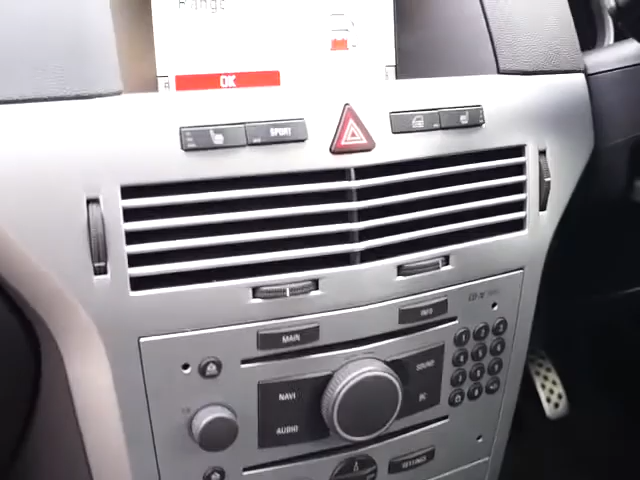 Range
OK
SPORT
MAIN
INFO
NAVI
SOUND
AUDIO
BC
SETTINGS